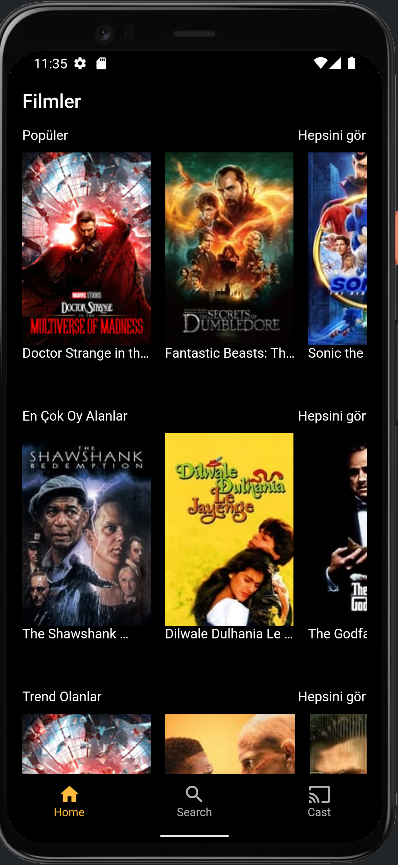 11:35
Filmler
Popüler Hepsini gör
MARVEL STUDIOS
DOCTOR STRANGE
IN THE
MULTIVERSE OF MADNESS
THE SECRETS OF
DUMBLEDORE
Doctor Strange in th... Fantastic Beasts: Th... Sonic the
En Çok Oy Alanlar Hepsini gör
THE
SHAWSHANK
REDEMPTION
Dilwale
Dulhania
Le
Jayenge
The
God
The Shawshank ... Dilwale Dulhania Le ... The Godfa
Trend Olanlar Hepsini gör
Home Search Cast